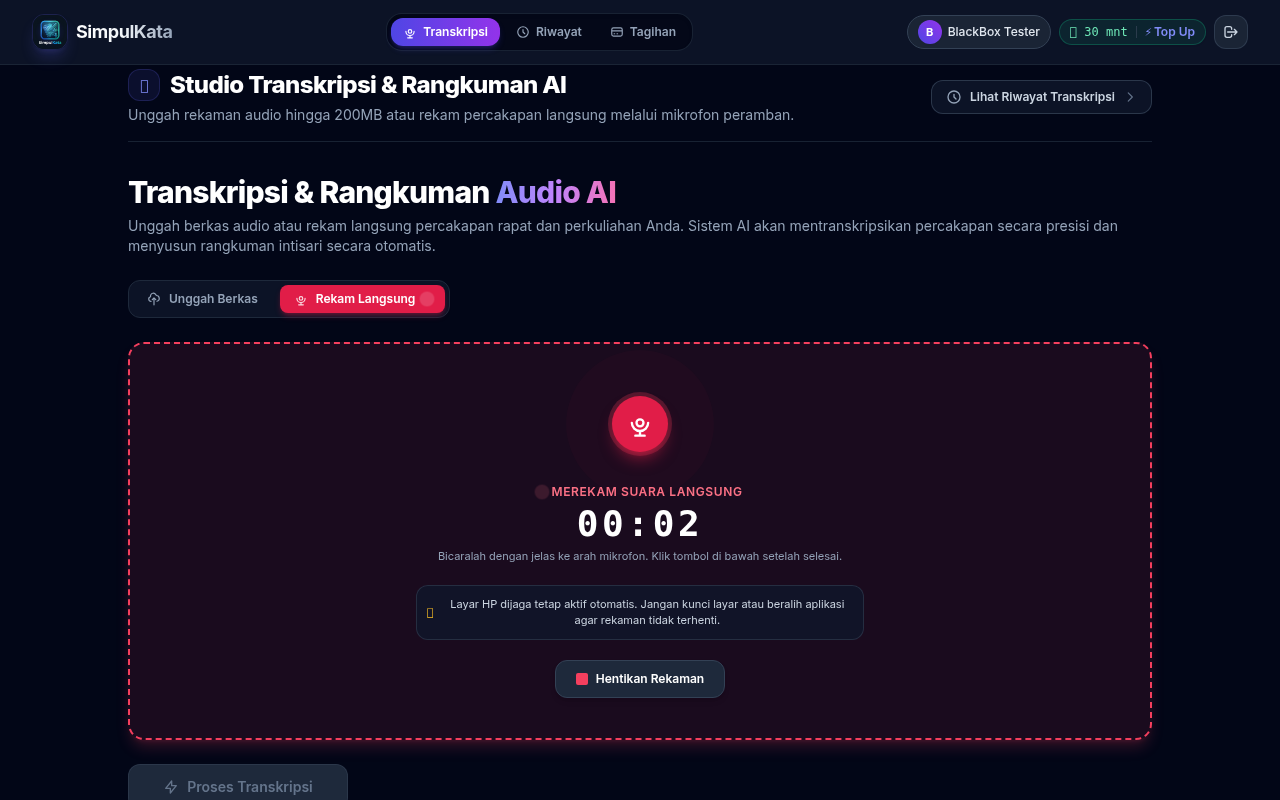 SimpulKata
Transkripsi
Riwayat
Tagihan
B
BlackBox Tester
30 mnt
⚡ Top Up
Studio Transkripsi & Rangkuman AI
Unggah rekaman audio hingga 200MB atau rekam percakapan langsung melalui mikrofon peramban.
Lihat Riwayat Transkripsi
Transkripsi & Rangkuman Audio AI
Unggah berkas audio atau rekam langsung percakapan rapat dan perkuliahan Anda. Sistem AI akan mentranskripsikan percakapan secara presisi dan
menyusun rangkuman intisari secara otomatis.
Unggah Berkas
Rekam Langsung
MEREKAM SUARA LANGSUNG
00:02
Bicaralah dengan jelas ke arah mikrofon. Klik tombol di bawah setelah selesai.
Layar HP dijaga tetap aktif otomatis. Jangan kunci layar atau beralih aplikasi
agar rekaman tidak terhenti.
Hentikan Rekaman
Proses Transkripsi